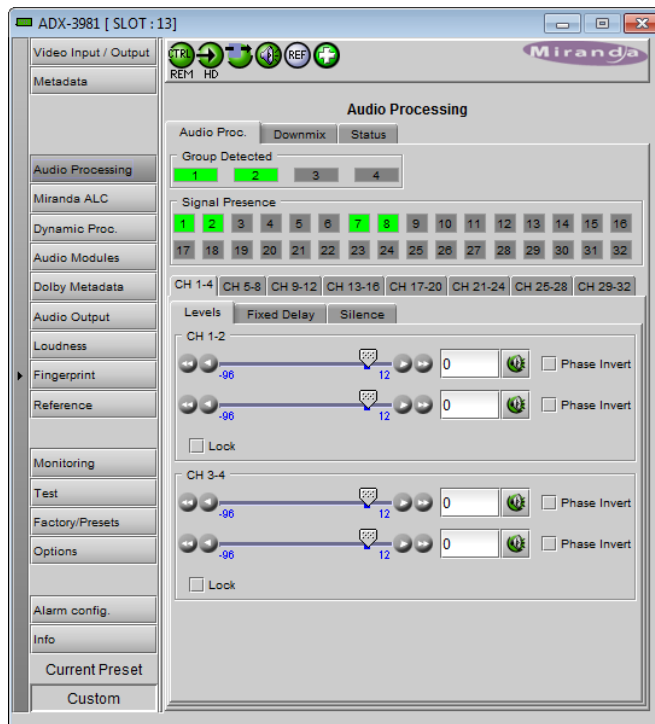 ADX-3981 [ SLOT : 13]
Video Input / Output
Metadata
Audio Processing
Miranda ALC
Dynamic Proc.
Audio Modules
Dolby Metadata
Audio Output
Loudness
Fingerprint
Reference
Monitoring
Test
Factory/Presets
Options
Alarm config.
Info
Current Preset
Custom
CTRL REF
REM HD
Miranda
Audio Processing
Audio Proc. Downmix Status
Group Detected
1 2 3 4
Signal Presence
1 2 3 4 5 6 7 8 9 10 11 12 13 14 15 16
17 18 19 20 21 22 23 24 25 26 27 28 29 30 31 32
CH 1-4 CH 5-8 CH 9-12 CH 13-16 CH 17-20 CH 21-24 CH 25-28 CH 29-32
Levels Fixed Delay Silence
CH 1-2
-96 12 0 Phase Invert
-96 12 0 Phase Invert
Lock
CH 3-4
-96 12 0 Phase Invert
-96 12 0 Phase Invert
Lock